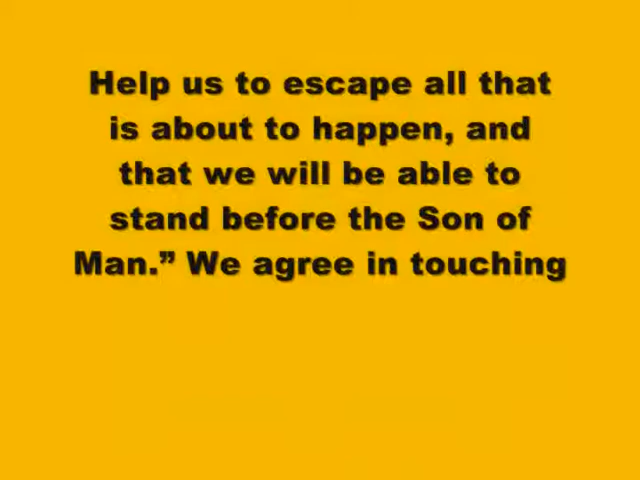 Help us to escape all that
is about to happen, and
that we will be able to
stand before the Son of
Man.” We agree in touching